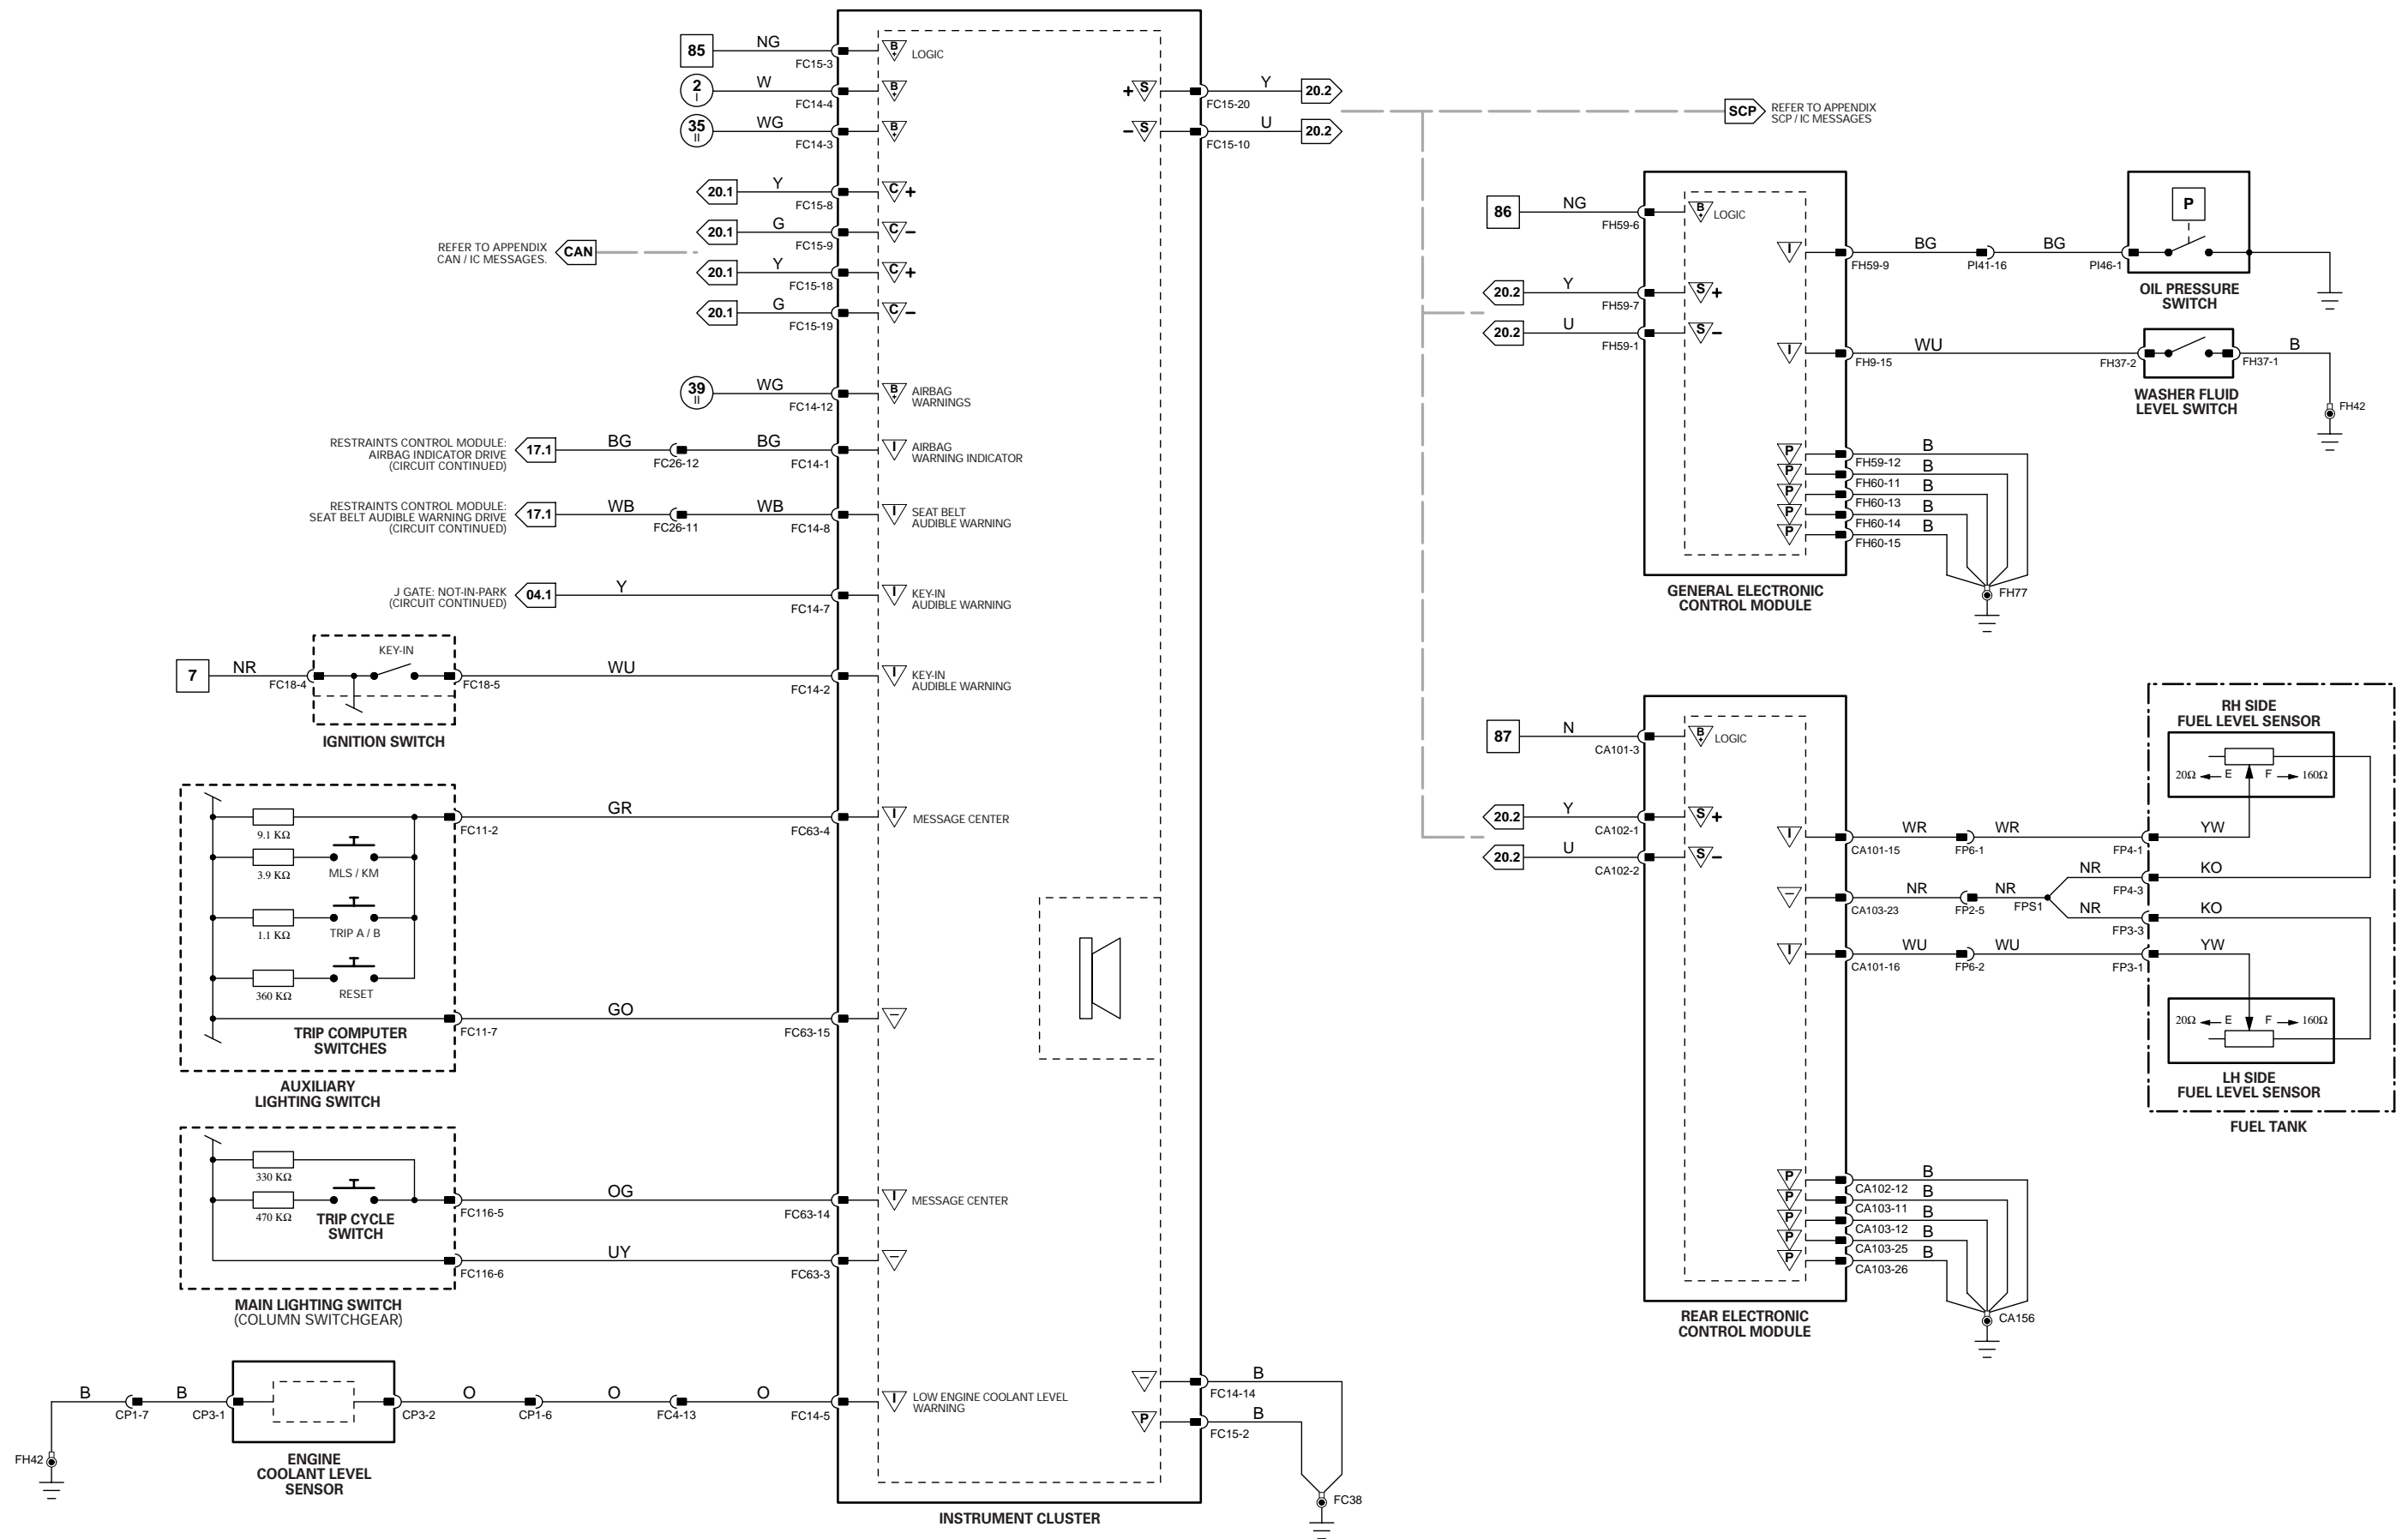 85
NG
FC15-3
B
+
LOGIC
2
I
W
FC14-4
B
+
35
II
WG
FC14-3
B
+
+
S
FC15-20
Y
20.2
–
S
FC15-10
U
20.2
SCP
REFER TO APPENDIX
SCP / IC MESSAGES
20.1
Y
FC15-8
C
+
20.1
G
FC15-9
C
–
REFER TO APPENDIX
CAN / IC MESSAGES.
CAN
20.1
Y
FC15-18
C
+
20.1
G
FC15-19
C
–
39
II
WG
FC14-12
B
+
AIRBAG
WARNINGS
RESTRAINTS CONTROL MODULE:
AIRBAG INDICATOR DRIVE
(CIRCUIT CONTINUED)
17.1
BG
FC26-12
BG
FC14-1
I
AIRBAG
WARNING INDICATOR
RESTRAINTS CONTROL MODULE:
SEAT BELT AUDIBLE WARNING DRIVE
(CIRCUIT CONTINUED)
17.1
WB
FC26-11
WB
FC14-8
I
SEAT BELT
AUDIBLE WARNING
J GATE: NOT-IN-PARK
(CIRCUIT CONTINUED)
04.1
Y
FC14-7
I
KEY-IN
AUDIBLE WARNING
7
NR
FC18-4
KEY-IN
FC18-5
WU
FC14-2
I
KEY-IN
AUDIBLE WARNING
IGNITION SWITCH
9.1 KΩ
FC11-2
GR
FC63-4
I
MESSAGE CENTER
3.9 KΩ
MLS / KM
1.1 KΩ
TRIP A / B
360 KΩ
RESET
FC11-7
GO
FC63-15
–
TRIP COMPUTER
SWITCHES
AUXILIARY
LIGHTING SWITCH
330 KΩ
470 KΩ
TRIP CYCLE
SWITCH
FC116-5
OG
FC63-14
I
MESSAGE CENTER
FC116-6
UY
FC63-3
–
MAIN LIGHTING SWITCH
(COLUMN SWITCHGEAR)
FH42
B
CP1-7
B
CP3-1
CP3-2
O
CP1-6
O
FC4-13
O
FC14-5
I
LOW ENGINE COOLANT LEVEL
WARNING
ENGINE
COOLANT LEVEL
SENSOR
–
FC14-14
B
P
FC15-2
B
FC38
INSTRUMENT CLUSTER
86
NG
FH59-6
B
+
LOGIC
20.2
Y
FH59-7
S
+
20.2
U
FH59-1
S
–
I
FH59-9
BG
PI41-16
BG
PI46-1
P
OIL PRESSURE
SWITCH
I
FH9-15
WU
FH37-2
FH37-1
B
FH42
WASHER FLUID
LEVEL SWITCH
P
FH59-12
B
P
FH60-11
B
P
FH60-13
B
P
FH60-14
B
P
FH60-15
B
FH77
GENERAL ELECTRONIC
CONTROL MODULE
87
N
CA101-3
B
+
LOGIC
20.2
Y
CA102-1
S
+
20.2
U
CA102-2
S
–
RH SIDE
FUEL LEVEL SENSOR
20Ω
E
F
160Ω
I
CA101-15
WR
FP6-1
WR
FP4-1
YW
–
CA103-23
NR
FP2-5
NR
FPS1
NR
FP4-3
KO
NR
FP3-3
KO
I
CA101-16
WU
FP6-2
WU
FP3-1
YW
20Ω
E
F
160Ω
LH SIDE
FUEL LEVEL SENSOR
FUEL TANK
P
CA102-12
B
P
CA103-11
B
P
CA103-12
B
P
CA103-25
B
P
CA103-26
B
CA156
REAR ELECTRONIC
CONTROL MODULE